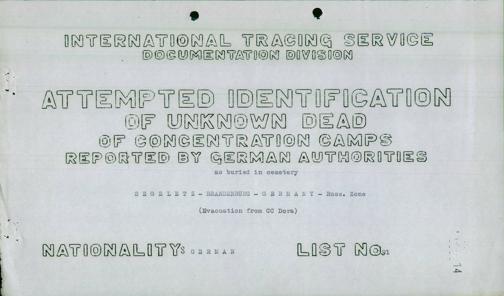 INTERNATIONAL TRACING SERVICE
DOCUMENTATION DIVISION
ATTEMPTED IDENTIFICATION
OF UNKNOWN DEAD
OF CONCENTRATION CAMPS
REPORTED BY GERMAN AUTHORITIES
as buried in cemetery
SEGELETZ - BRANDENBURG - GERMANY - Russ. Zone
(Evacuation from CC Dora)
NATIONALITY: GERMAN LIST No.
14